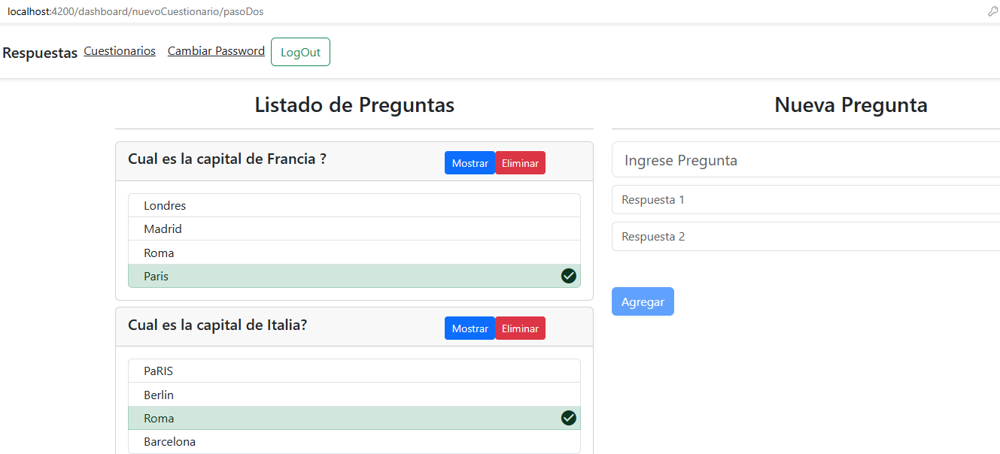 localhost:4200/dashboard/nuevoCuestionario/pasoDos
Respuestas Cuestionarios Cambiar Password LogOut
Listado de Preguntas
Cual es la capital de Francia ? Mostrar Eliminar
Londres
Madrid
Roma
Paris
Cual es la capital de Italia? Mostrar Eliminar
PaRIS
Berlin
Roma
Barcelona
Nueva Pregunta
Ingrese Pregunta
Respuesta 1
Respuesta 2
Agregar